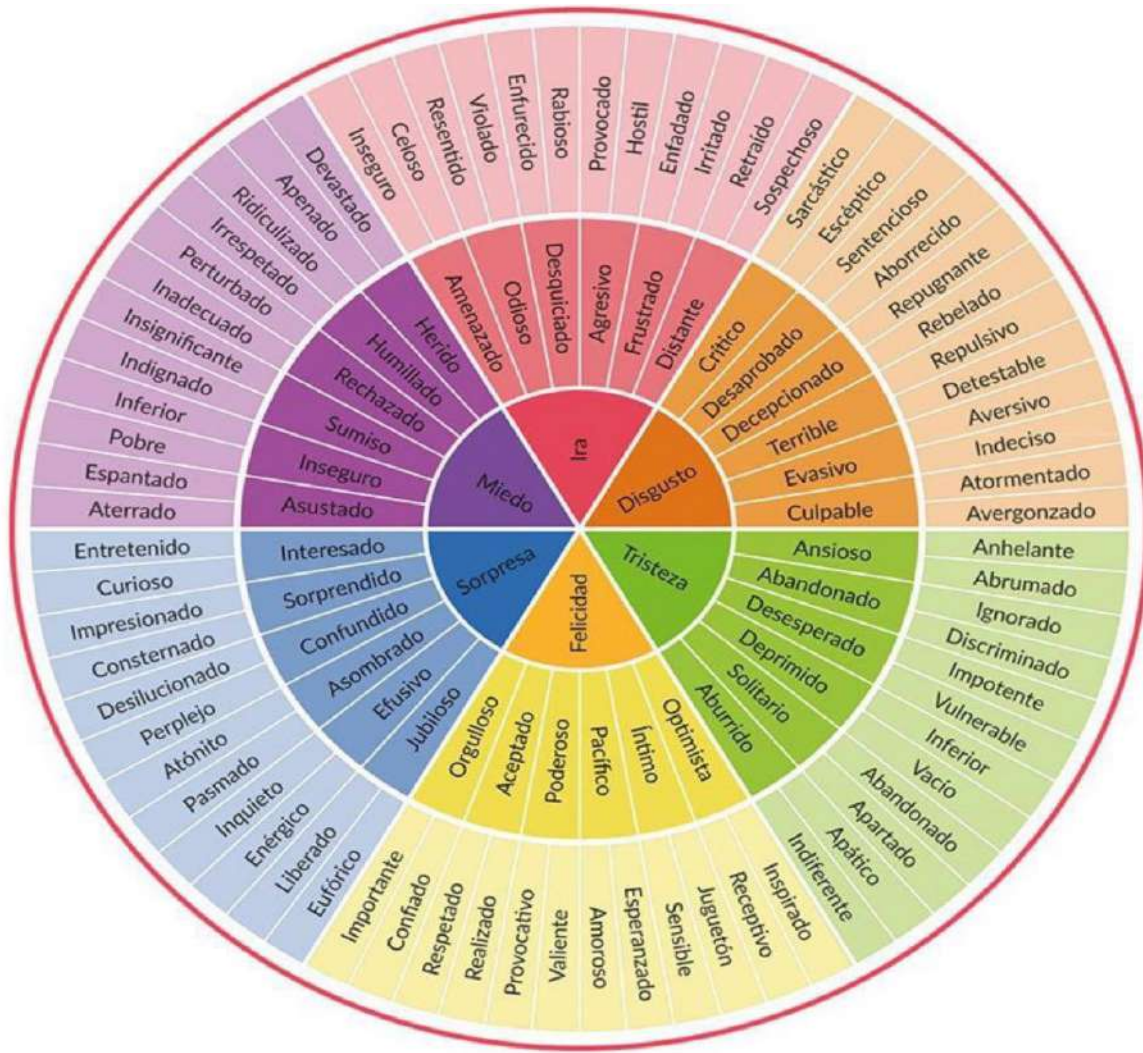 Ira
Amenazado
Odioso
Desquiciado
Agresivo
Frustrado
Distante
Inseguro
Celoso
Resentido
Violado
Enfurecido
Rabioso
Provocado
Hostil
Enfadado
Irritado
Retraído
Sospechoso
Disgusto
Crítico
Desaprobado
Decepcionado
Terrible
Evasivo
Culpable
Sarcástico
Escéptico
Sentencioso
Aborrecido
Repugnante
Rebelado
Repulsivo
Detestable
Aversivo
Indeciso
Atormentado
Avergonzado
Tristeza
Ansioso
Abandonado
Desesperado
Deprimido
Solitario
Aburrido
Anhelante
Abrumado
Ignorado
Discriminado
Impotente
Vulnerable
Inferior
Vacío
Abandonado
Apartado
Apático
Indiferente
Felicidad
Optimista
Íntimo
Pacífico
Poderoso
Aceptado
Orgulloso
Inspirado
Receptivo
Juguetón
Sensible
Esperanzado
Amoroso
Valiente
Provocativo
Realizado
Respetado
Confiado
Importante
Sorpresa
Jubiloso
Efusivo
Asombrado
Confundido
Sorprendido
Interesado
Eufórico
Liberado
Enérgico
Inquieto
Pasmado
Atónito
Perplejo
Desilucionado
Consternado
Impresionado
Curioso
Entretenido
Miedo
Asustado
Inseguro
Sumiso
Rechazado
Humillado
Herido
Aterrado
Espantado
Pobre
Inferior
Indignado
Insignificante
Inadecuado
Perturbado
Irrespetado
Ridiculizado
Apenado
Devastado